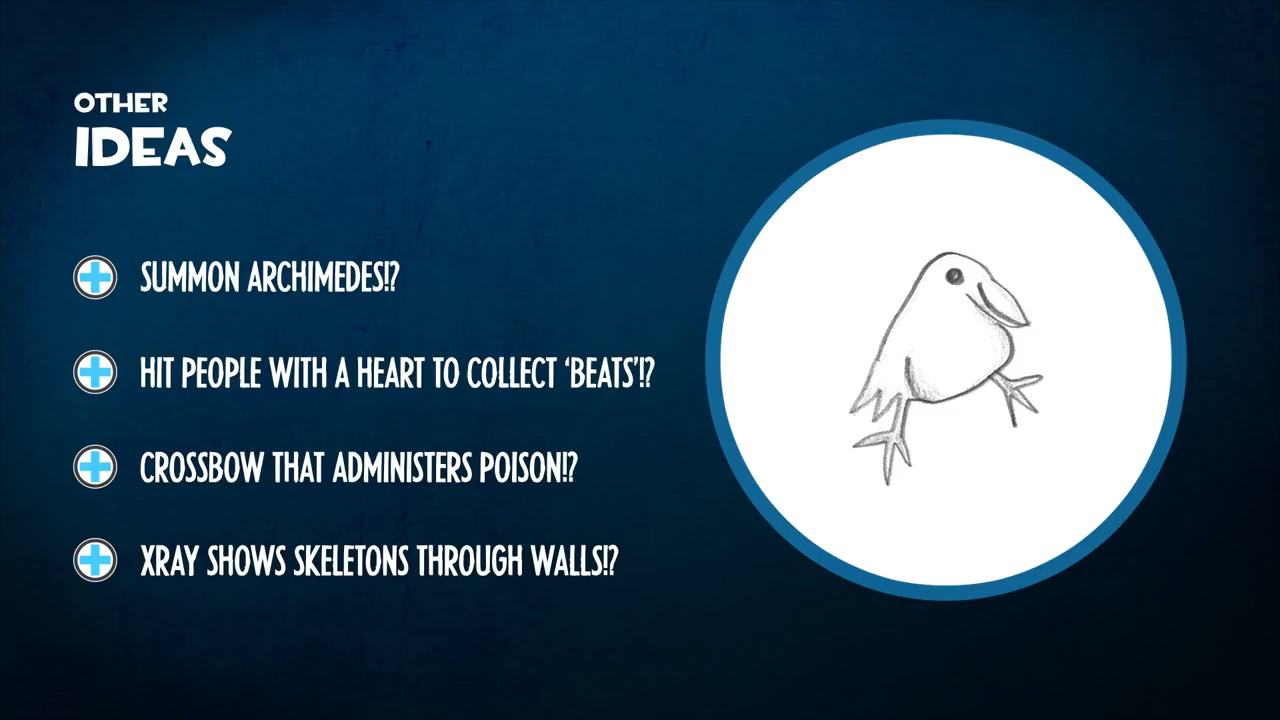 OTHER
IDEAS
SUMMON ARCHIMEDES!?
HIT PEOPLE WITH A HEART TO COLLECT ‘BEATS’!?
CROSSBOW THAT ADMINISTERS POISON!?
XRAY SHOWS SKELETONS THROUGH WALLS!?